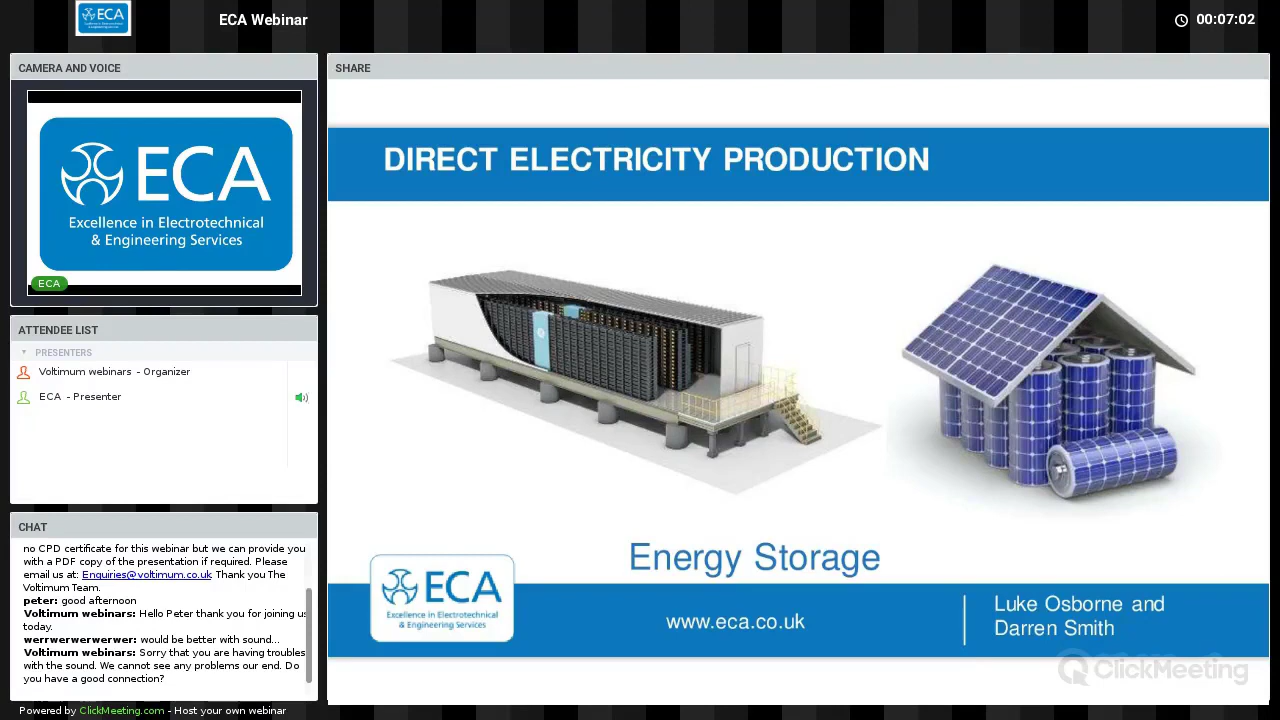 ECA
ECA Webinar
00:07:02
CAMERA AND VOICE
ECA
Excellence in Electrotechnical
& Engineering Services
ECA
ATTENDEE LIST
PRESENTERS
Voltimum webinars - Organizer
ECA - Presenter
CHAT
no CPD certificate for this webinar but we can provide you
with a PDF copy of the presentation if required. Please
email us at: Enquiries@voltimum.co.uk Thank you The
Voltimum Team.
peter: good afternoon
Voltimum webinars: Hello Peter thank you for joining us
today.
werrwerwerwerwer: would be better with sound...
Voltimum webinars: Sorry that you are having troubles
with the sound. We cannot see any problems our end. Do
you have a good connection?
Powered by ClickMeeting.com - Host your own webinar
SHARE
DIRECT ELECTRICITY PRODUCTION
Energy Storage
ECA
Excellence in Electrotechnical
& Engineering Services
www.eca.co.uk
Luke Osborne and
Darren Smith
ClickMeeting